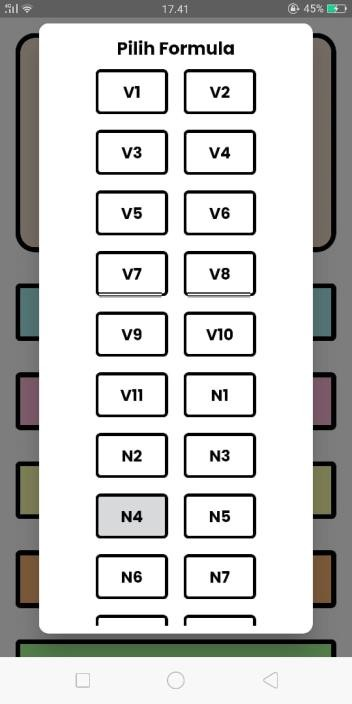 17.41
45%
Pilih Formula
V1 V2
V3 V4
V5 V6
V7 V8
V9 V10
V11 N1
N2 N3
N4 N5
N6 N7